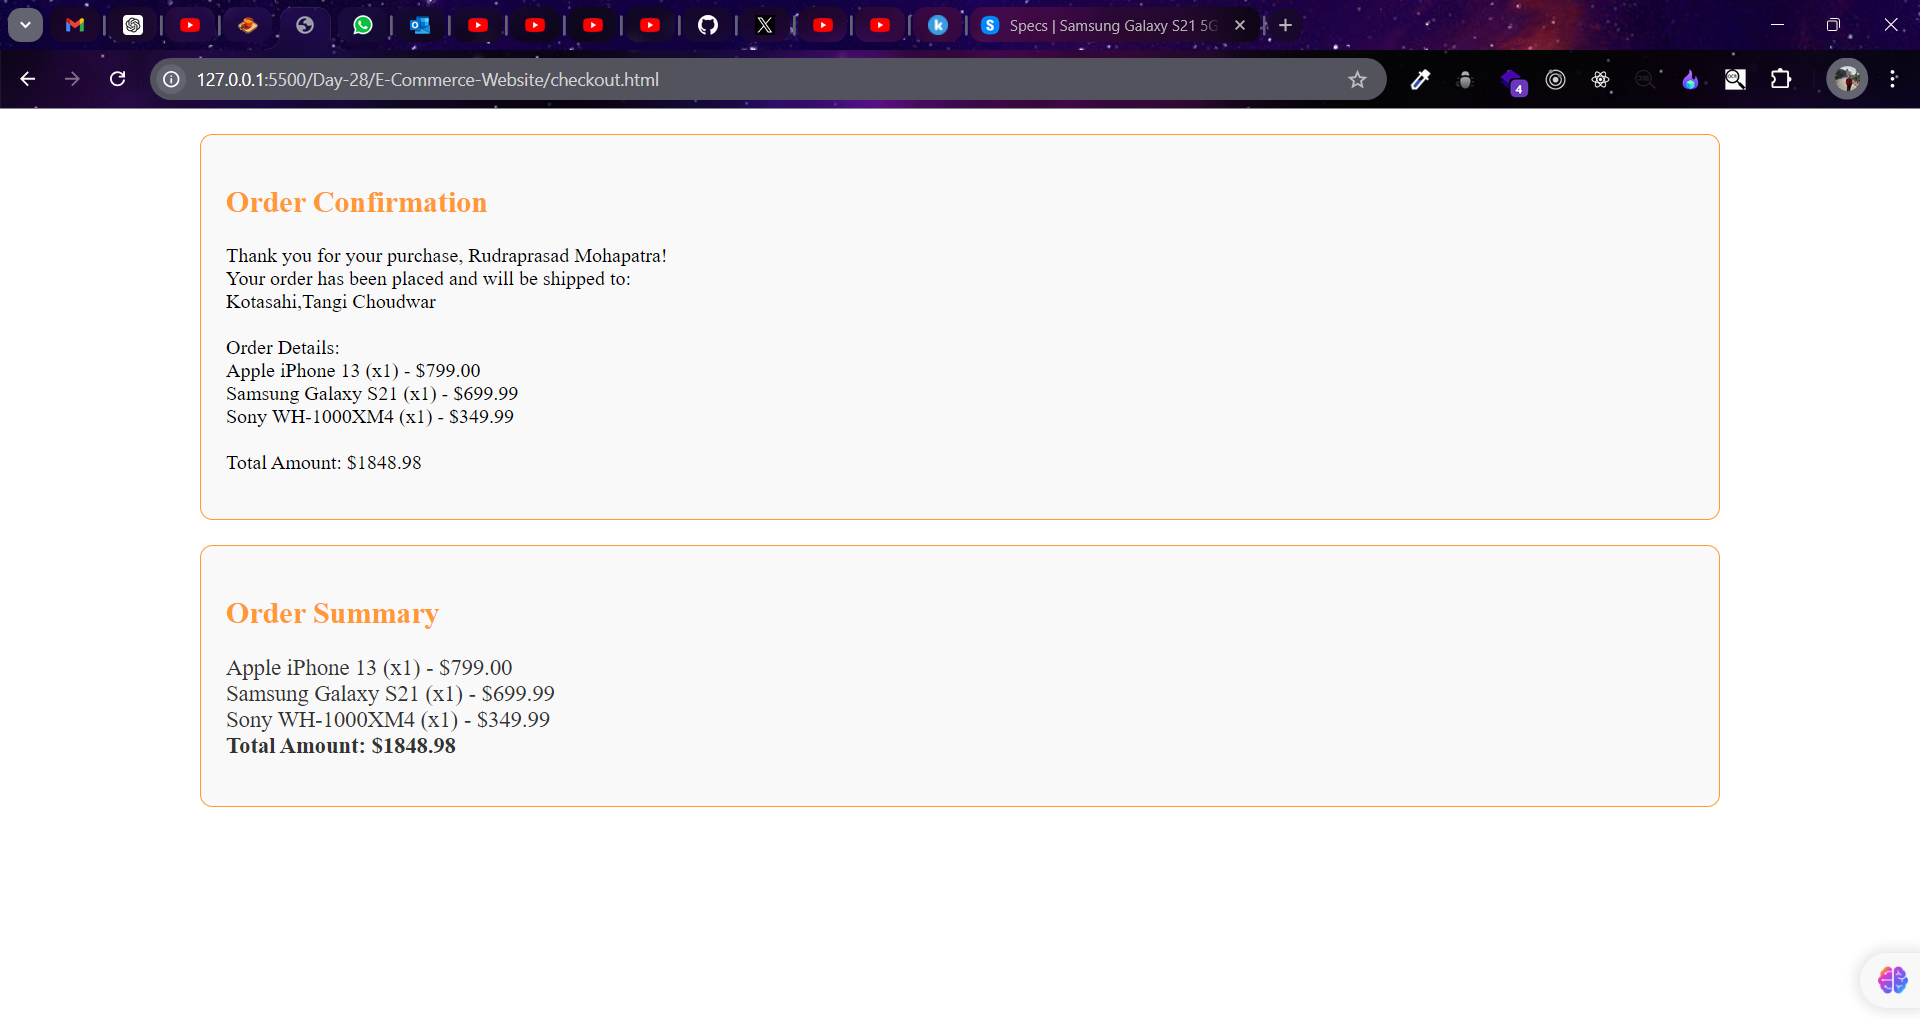 Specs | Samsung Galaxy S21 5G
127.0.0.1:5500/Day-28/E-Commerce-Website/checkout.html
4
Order Confirmation
Thank you for your purchase, Rudraprasad Mohapatra!
Your order has been placed and will be shipped to:
Kotasahi,Tangi Choudwar
Order Details:
Apple iPhone 13 (x1) - $799.00
Samsung Galaxy S21 (x1) - $699.99
Sony WH-1000XM4 (x1) - $349.99
Total Amount: $1848.98
Order Summary
Apple iPhone 13 (x1) - $799.00
Samsung Galaxy S21 (x1) - $699.99
Sony WH-1000XM4 (x1) - $349.99
Total Amount: $1848.98